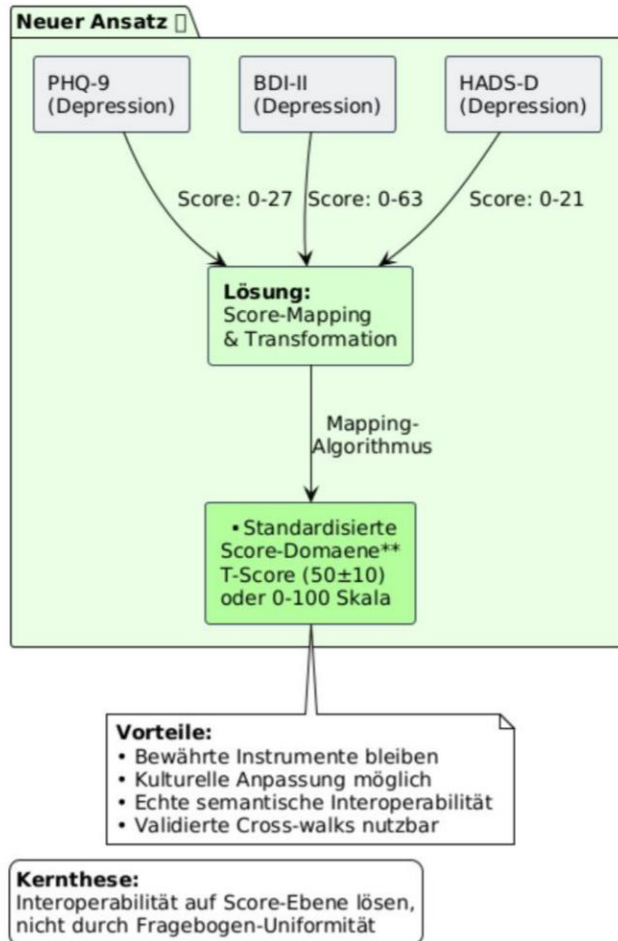 Neuer Ansatz
PHQ-9
(Depression)
BDI-II
(Depression)
HADS-D
(Depression)
Score: 0-27
Score: 0-63
Score: 0-21
Lösung:
Score-Mapping
& Transformation
Mapping-
Algorithmus
▪Standardisierte
Score-Domaene**
T-Score (50±10)
oder 0-100 Skala
Vorteile:
• Bewährte Instrumente bleiben
• Kulturelle Anpassung möglich
• Echte semantische Interoperabilität
• Validierte Cross-walks nutzbar
Kernthese:
Interoperabilität auf Score-Ebene lösen,
nicht durch Fragebogen-Uniformität